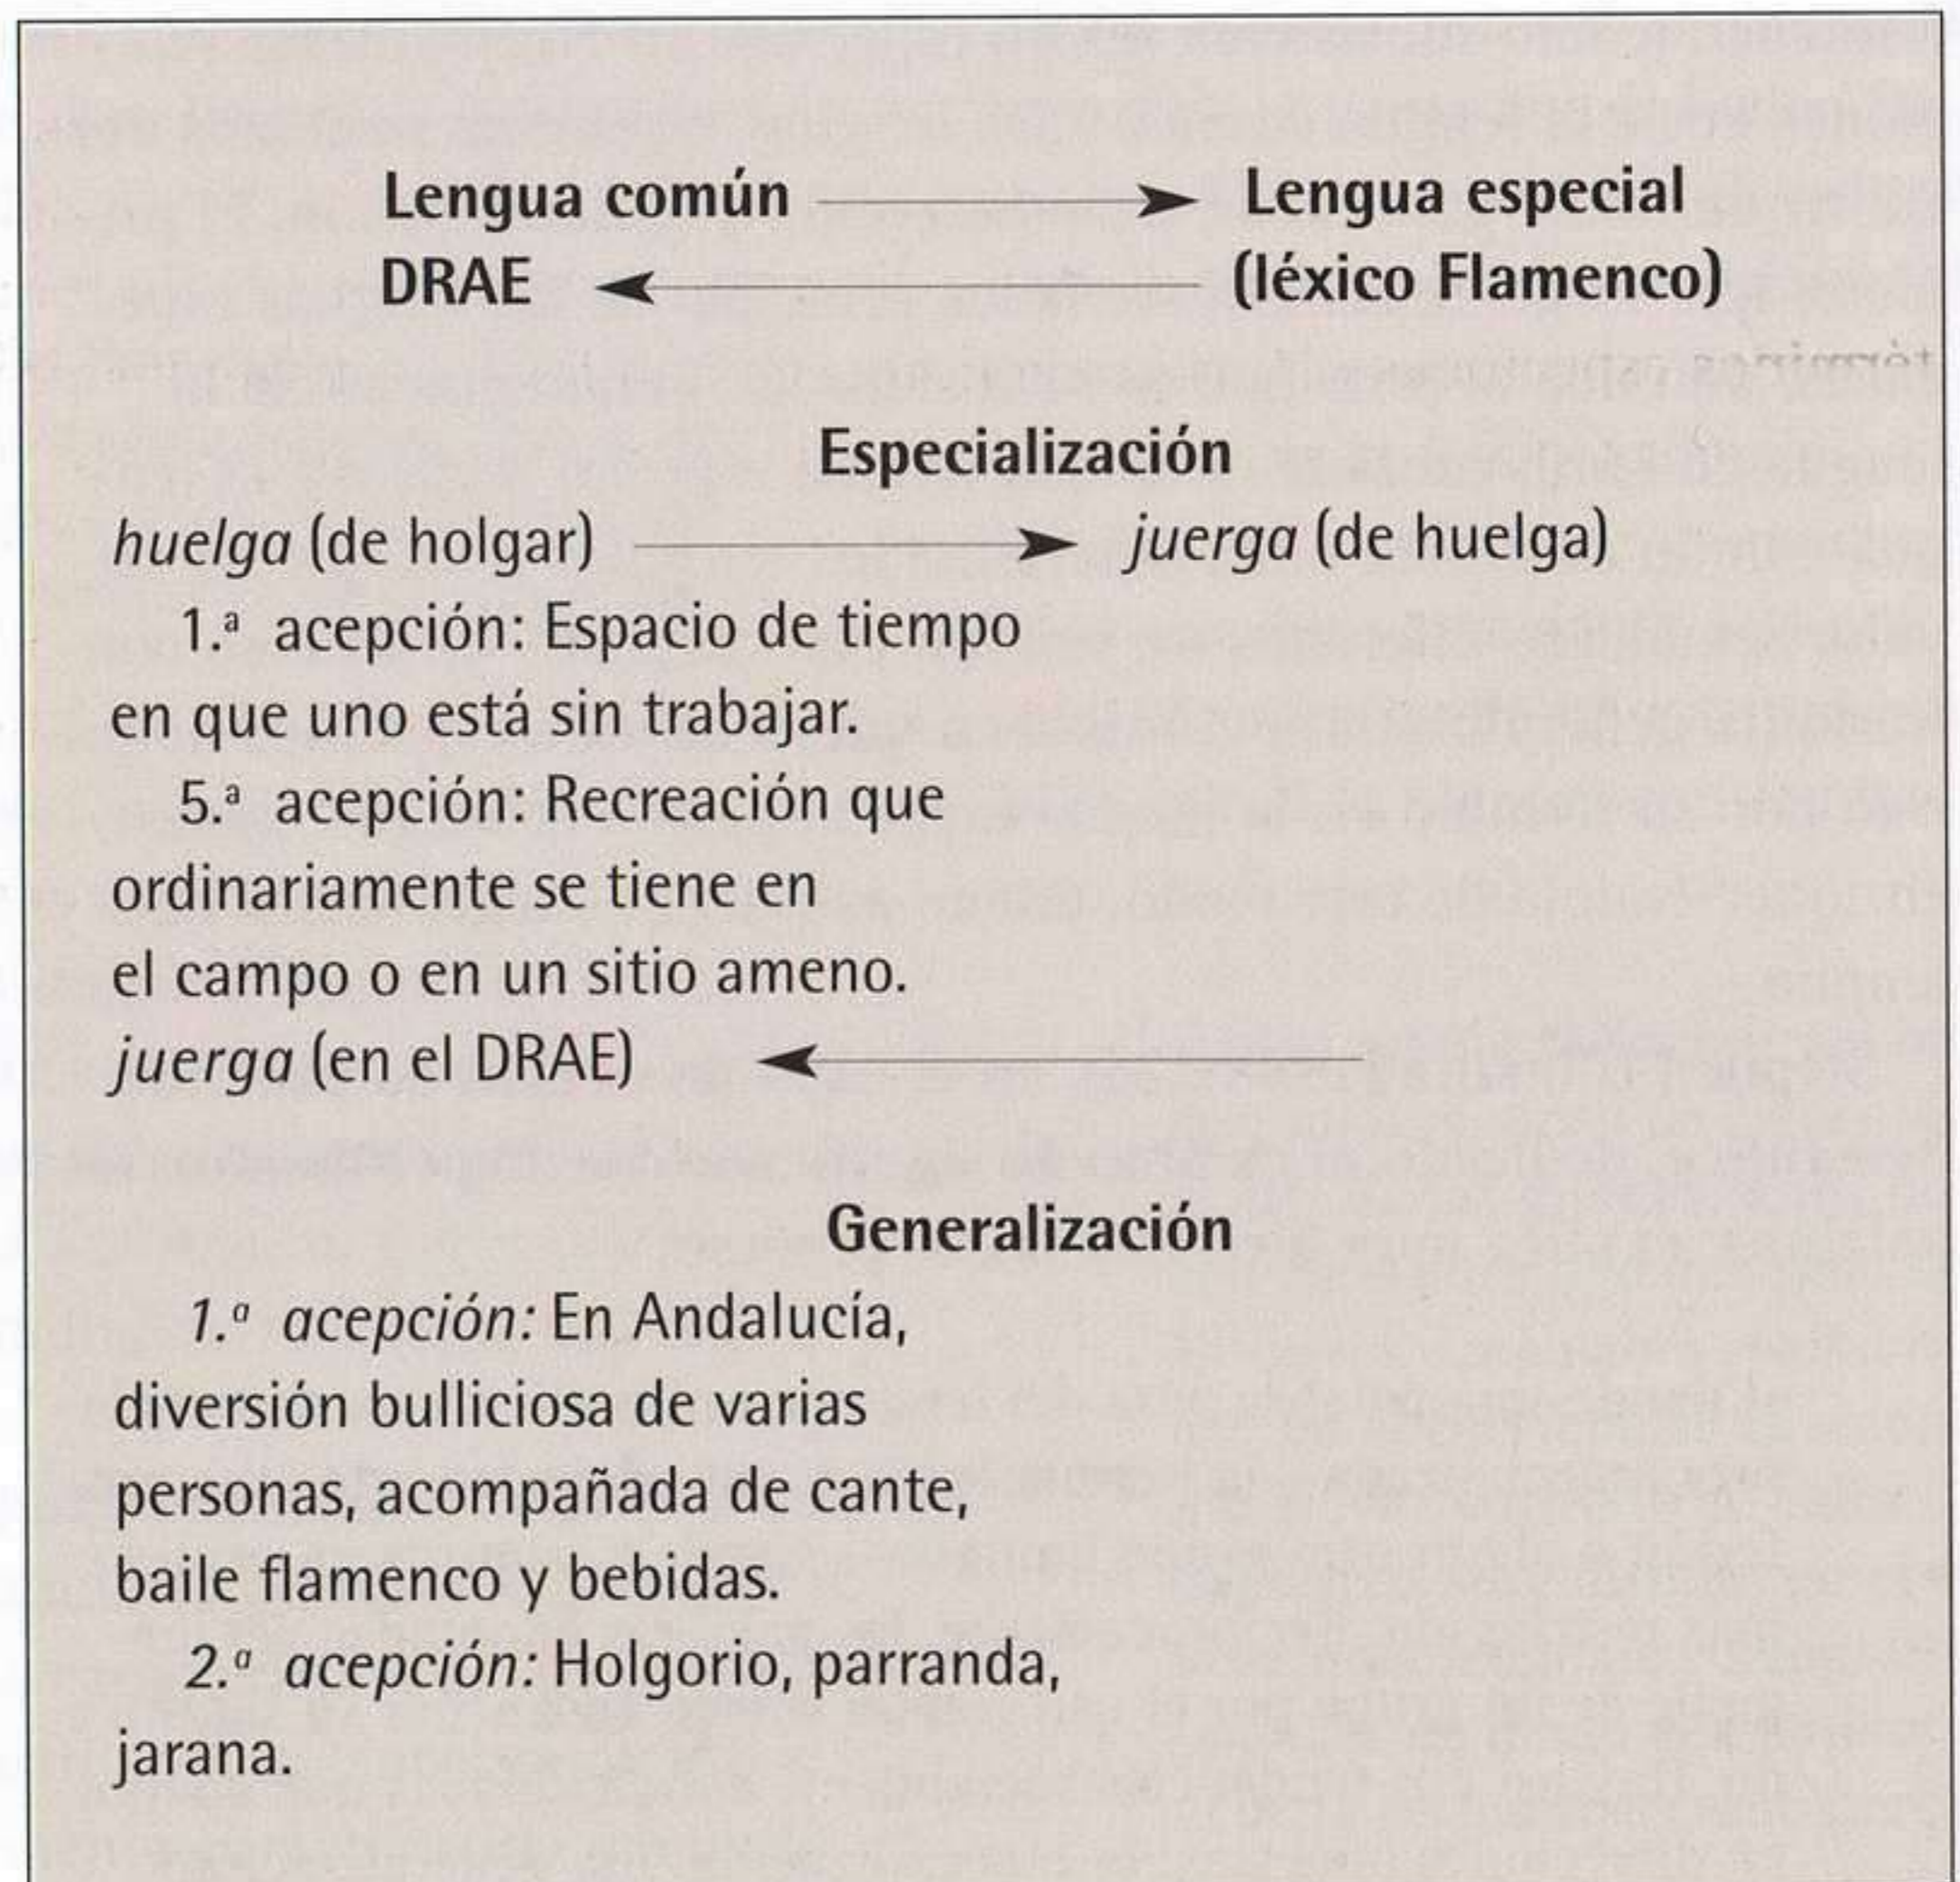 Lengua común Lengua especial
DRAE (léxico Flamenco)
Especialización
huelga (de holgar) juerga (de huelga)
1.ª acepción: Espacio de tiempo
en que uno está sin trabajar.
5.ª acepción: Recreación que
ordinariamente se tiene en
el campo o en un sitio ameno.
juerga (en el DRAE)
Generalización
1.ª acepción: En Andalucía,
diversión bulliciosa de varias
personas, acompañada de cante,
baile flamenco y bebidas.
2.ª acepción: Holgorio, parranda,
jarana.